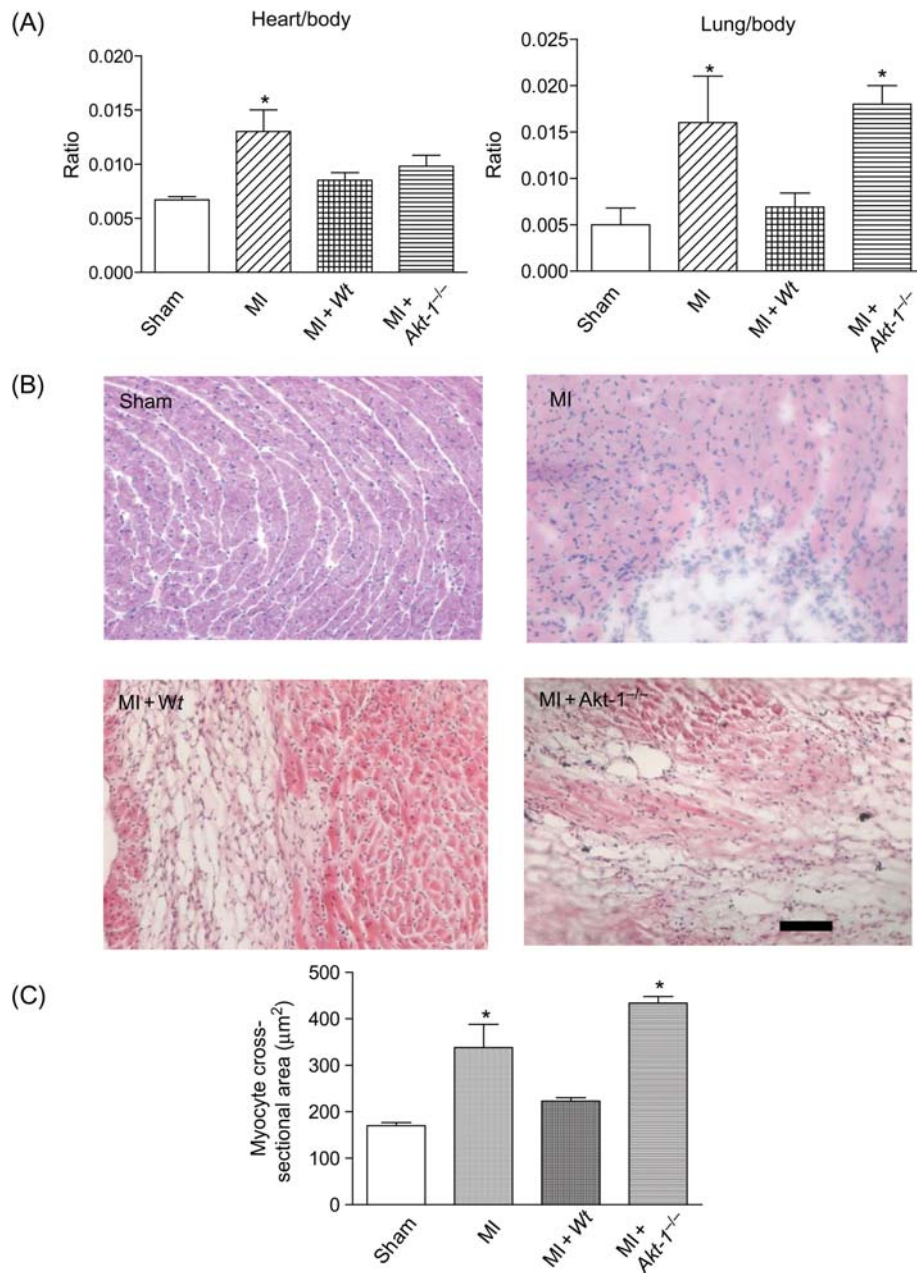 (A)
Heart/body
0.020
0.015
0.010
0.005
0.000
Ratio
*
Sham
MI
MI + Wt
MI + Akt-1–/–
Lung/body
0.025
0.020
0.015
0.010
0.005
0.000
Ratio
*
*
Sham
MI
MI + Wt
MI + Akt-1–/–
(B)
Sham
MI
MI + Wt
MI + Akt-1–/–
(C)
500
400
300
200
100
0
Myocyte cross-
sectional area (μm²)
*
*
Sham
MI
MI + Wt
MI + Akt-1–/–